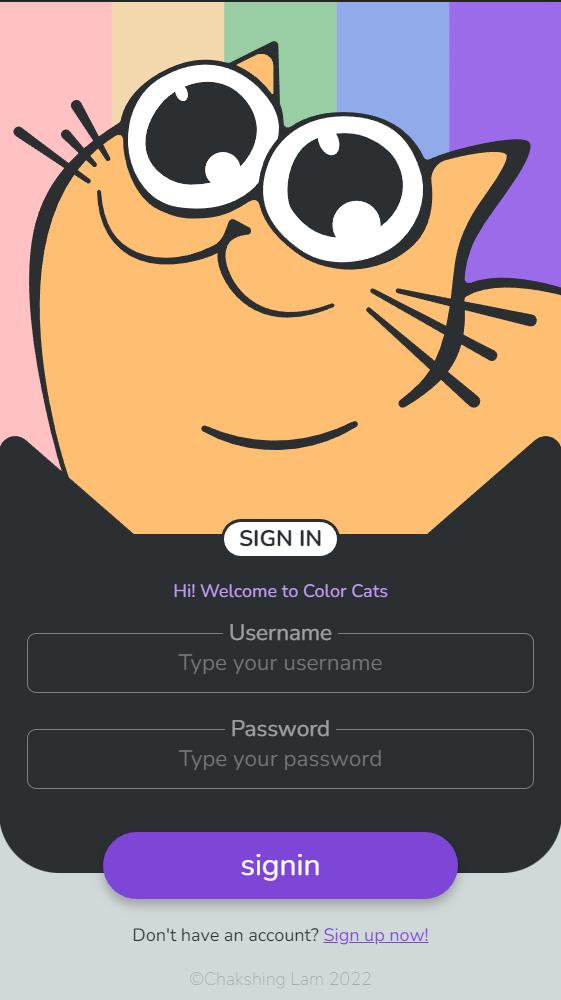 SIGN IN
Hi! Welcome to Color Cats
Username
Type your username
Password
Type your password
signin
Don't have an account? Sign up now!
©Chakshing Lam 2022